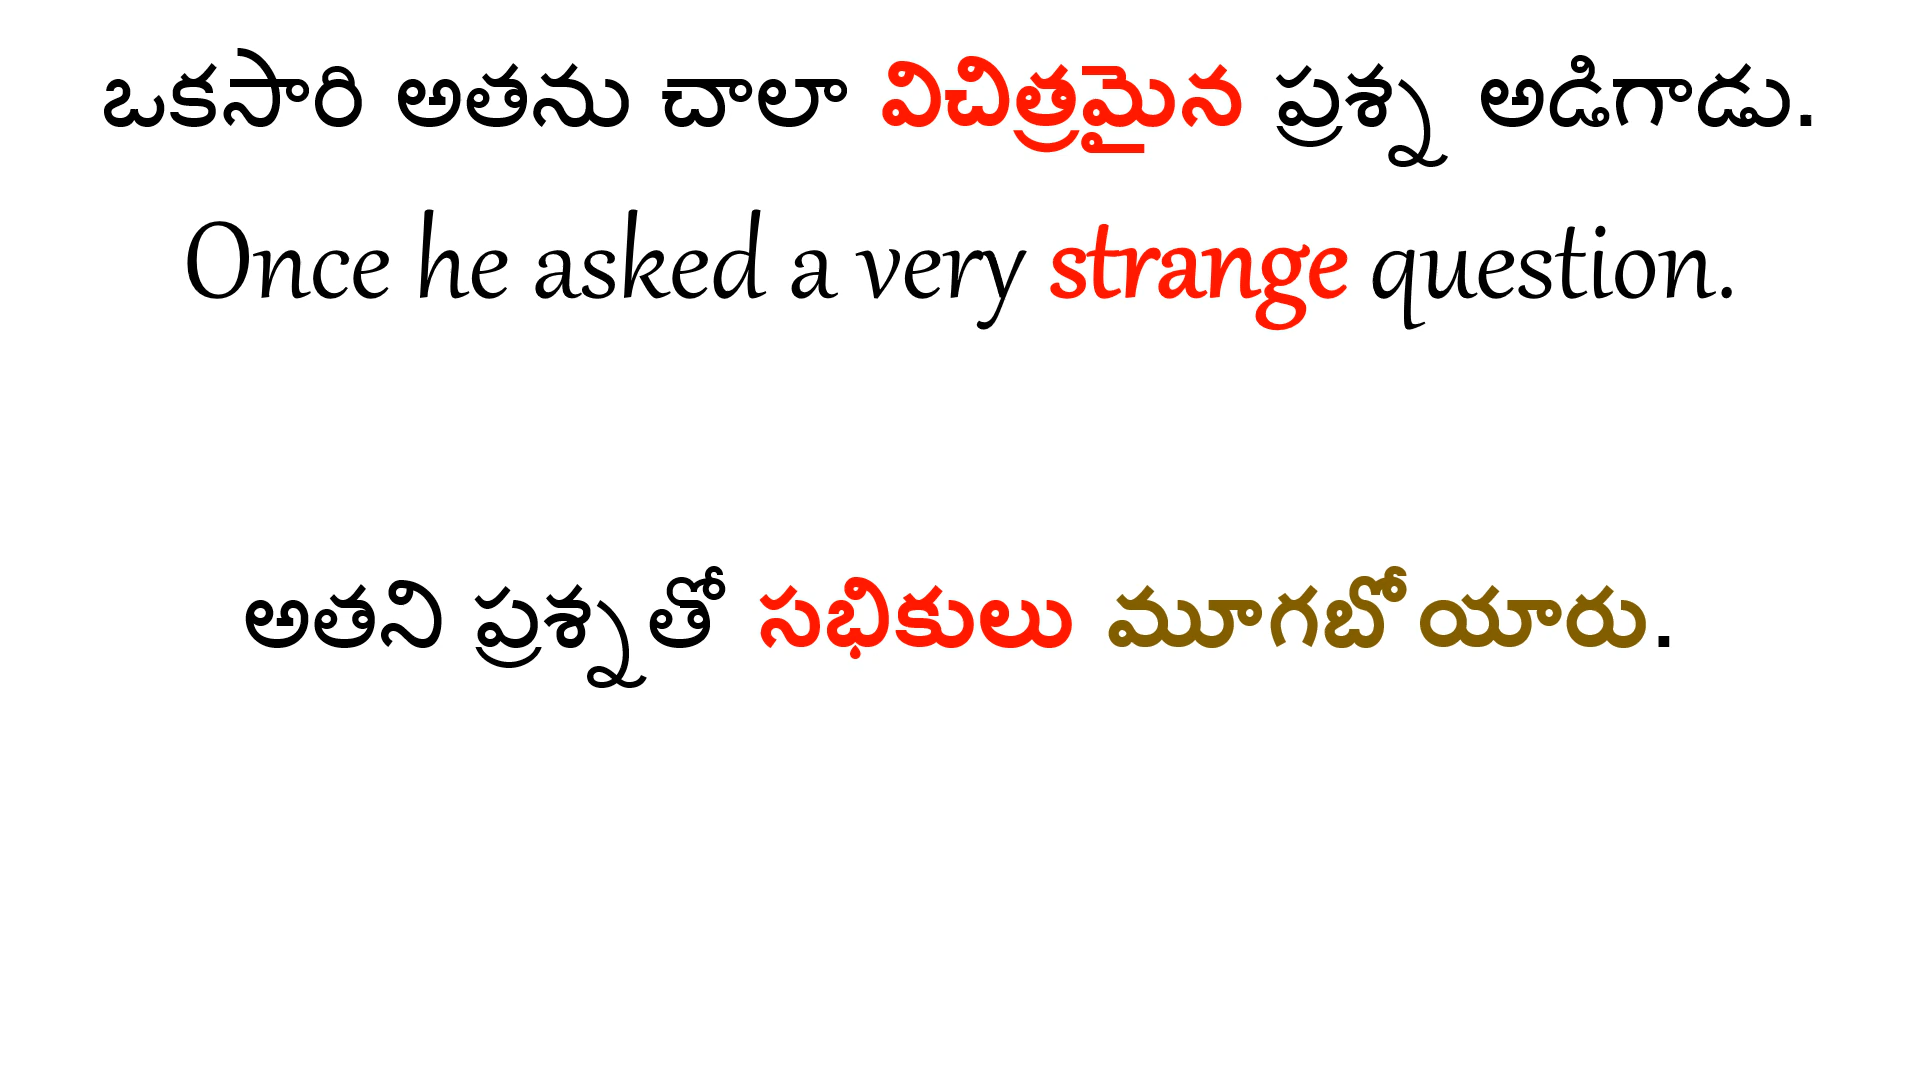 ఒకసారి అతను చాలా విచిత్రమైన ప్రశ్న అడిగాడు.
Once he asked a very strange question.
అతని ప్రశ్నతో సభికులు మూగబోయారు.